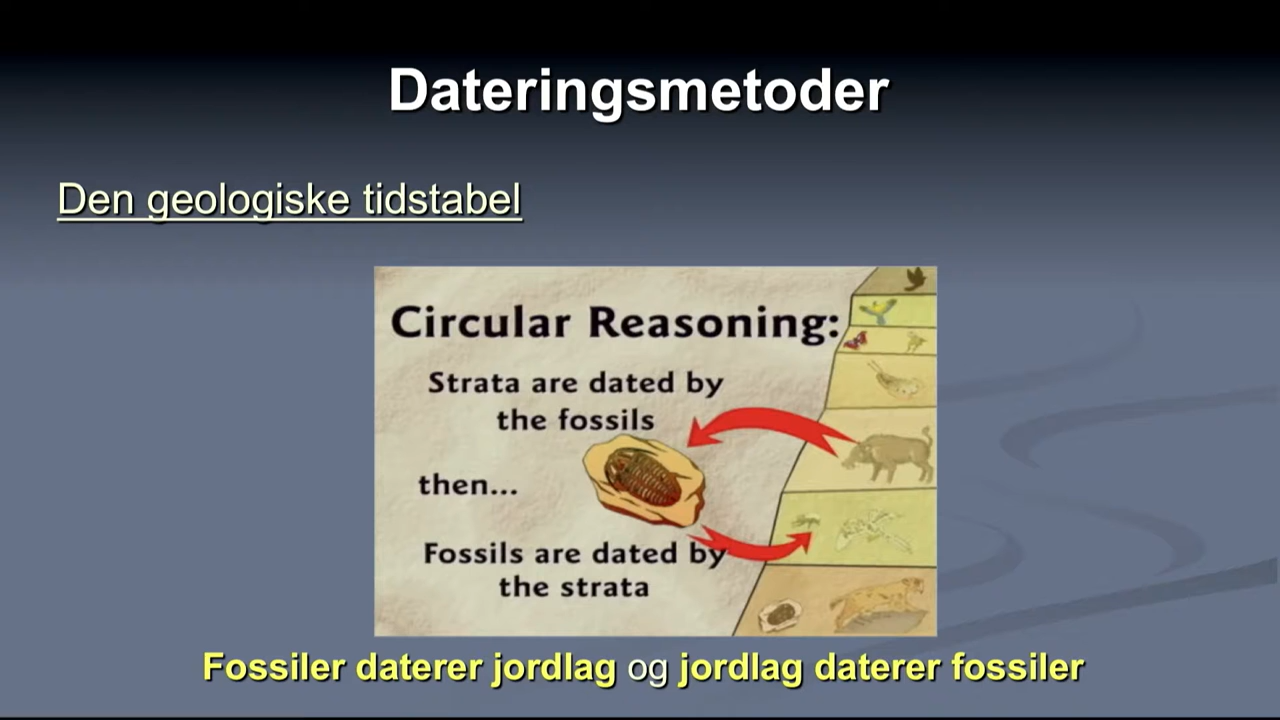 Dateringsmetoder
Den geologiske tidstabel
Circular Reasoning:
Strata are dated by
the fossils
then...
Fossils are dated by
the strata
Fossiler daterer jordlag og jordlag daterer fossiler